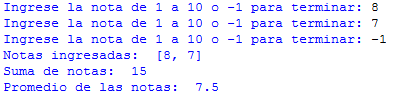 Ingrese la nota de 1 a 10 o -1 para terminar: 8
Ingrese la nota de 1 a 10 o -1 para terminar: 7
Ingrese la nota de 1 a 10 o -1 para terminar: -1
Notas ingresadas:  [8, 7]
Suma de notas:  15
Promedio de las notas:  7.5